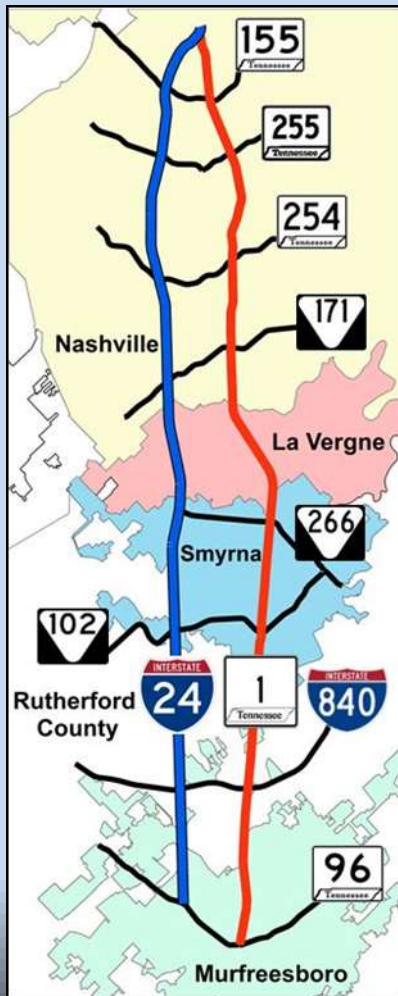 155
Tennessee
255
Tennessee
254
Tennessee
171
Nashville
La Vergne
266
Smyrna
102
INTERSTATE
24
1
Tennessee
INTERSTATE
840
Rutherford
County
96
Tennessee
Murfreesboro